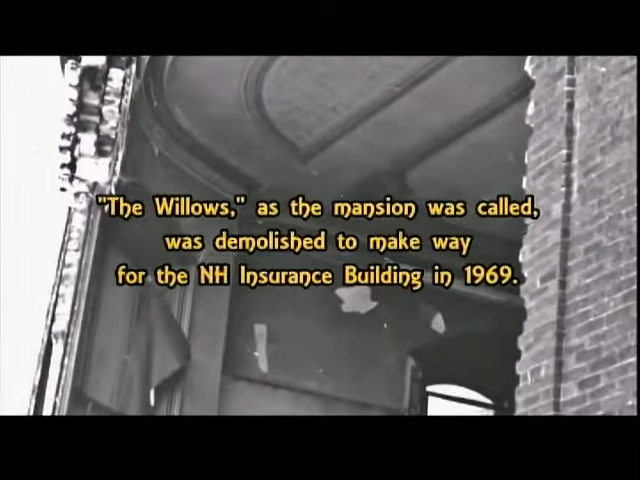 "The Willows," as the mansion was called,
was demolished to make way
for the NH Insurance Building in 1969.